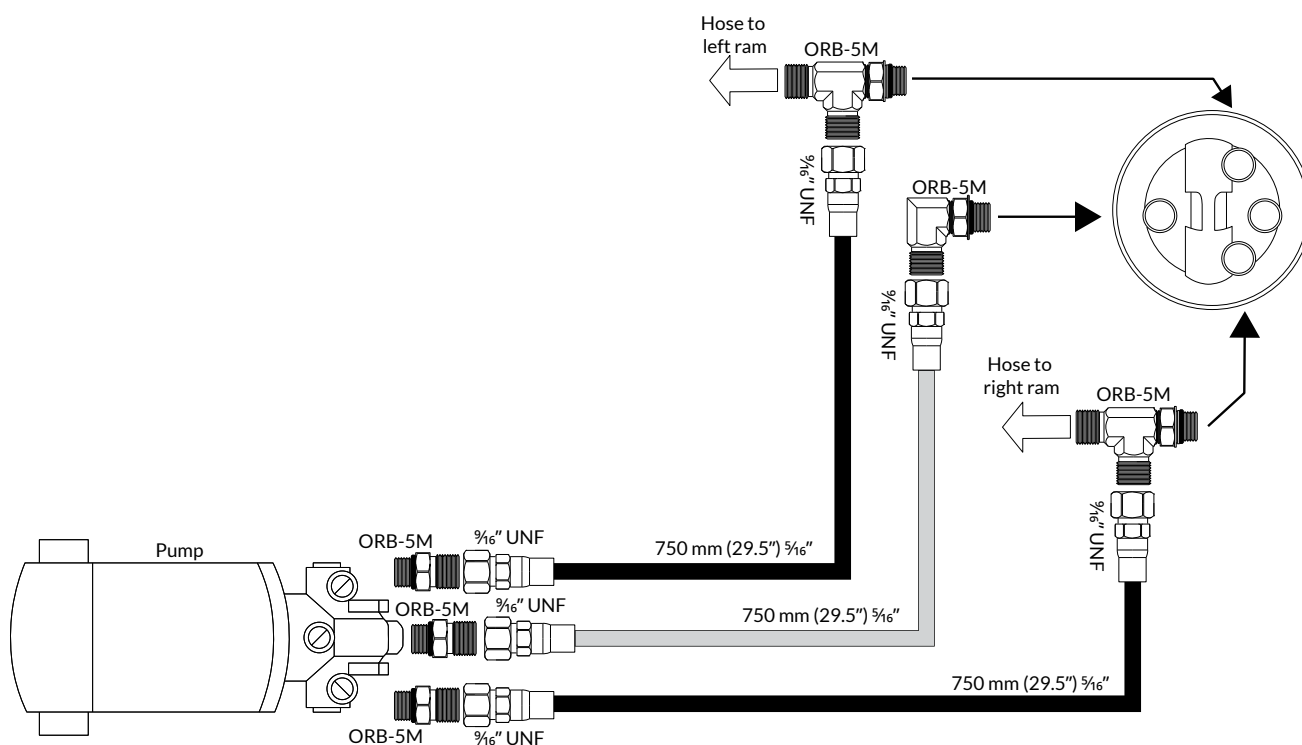 Hose to
left ram
ORB-5M
⁹⁄₁₆″ UNF
ORB-5M
⁹⁄₁₆″ UNF
Hose to
right ram
ORB-5M
⁹⁄₁₆″ UNF
Pump
ORB-5M
⁹⁄₁₆″ UNF
750 mm (29.5″) ⁵⁄₁₆″
ORB-5M
⁹⁄₁₆″ UNF
750 mm (29.5″) ⁵⁄₁₆″
750 mm (29.5″) ⁵⁄₁₆″
ORB-5M
⁹⁄₁₆″ UNF